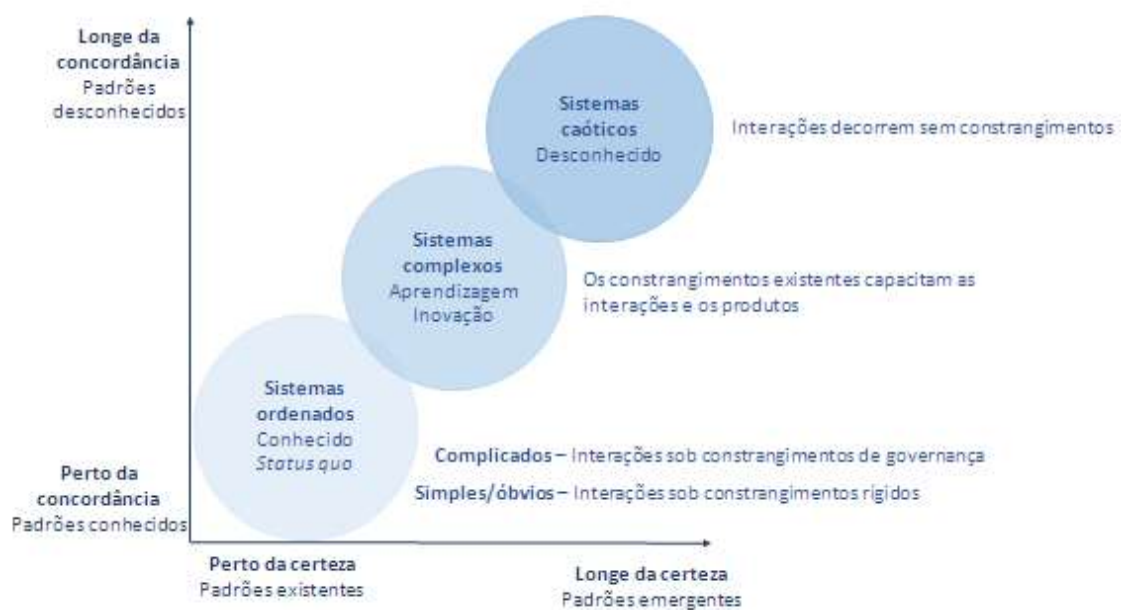 Longe da
concordância
Padrões
desconhecidos
Sistemas
caóticos
Desconhecido
Interações decorrem sem constrangimentos
Sistemas
complexos
Aprendizagem
Inovação
Os constrangimentos existentes capacitam as
interações e os produtos
Sistemas
ordenados
Conhecido
Status quo
Complicados – Interações sob constrangimentos de governança
Simples/óbvios – Interações sob constrangimentos rígidos
Perto da
concordância
Padrões conhecidos
Perto da certeza
Padrões existentes
Longe da certeza
Padrões emergentes